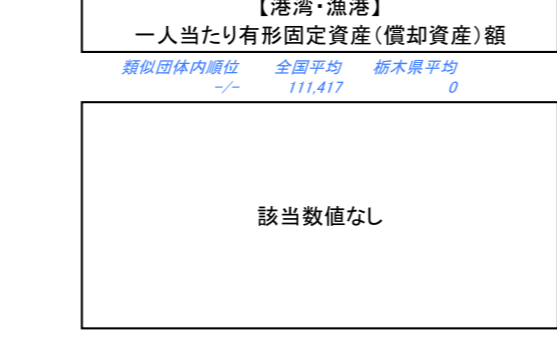 【港湾・漁港】
一人当たり有形固定資産(償却資産)額
類似団体内順位 全国平均 栃木県平均
-/- 111,417 0
該当数値なし